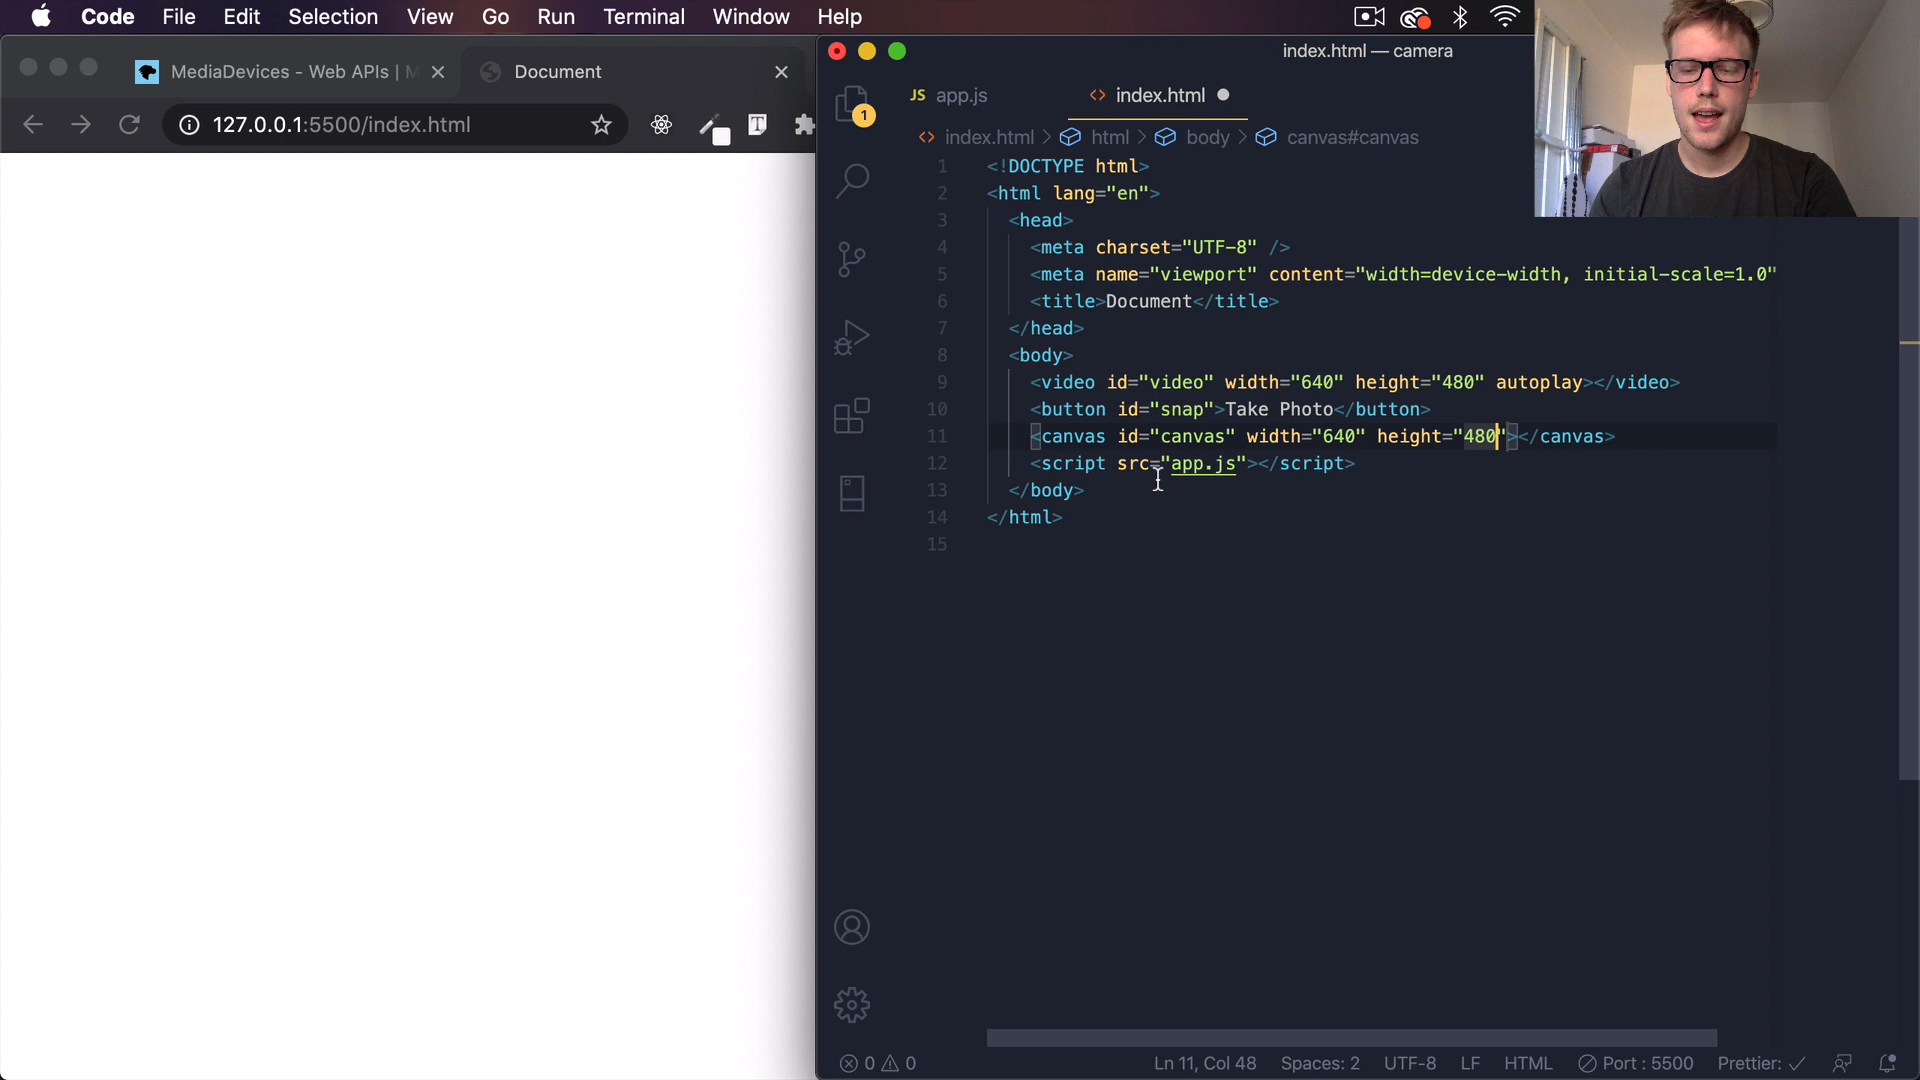 Code File Edit Selection View Go Run Terminal Window Help
MediaDevices - Web APIs | M
Document
127.0.0.1:5500/index.html
index.html — camera
1
JS app.js
<> index.html
<> index.html > html > body > canvas#canvas
1 <!DOCTYPE html>
2 <html lang="en">
3 <head>
4 <meta charset="UTF-8" />
5 <meta name="viewport" content="width=device-width, initial-scale=1.0"
6 <title>Document</title>
7 </head>
8 <body>
9 <video id="video" width="640" height="480" autoplay></video>
10 <button id="snap">Take Photo</button>
11 <canvas id="canvas" width="640" height="480"></canvas>
12 <script src="app.js"></script>
13 </body>
14 </html>
15
0 0 Ln 11, Col 48 Spaces: 2 UTF-8 LF HTML Port : 5500 Prettier: ✓